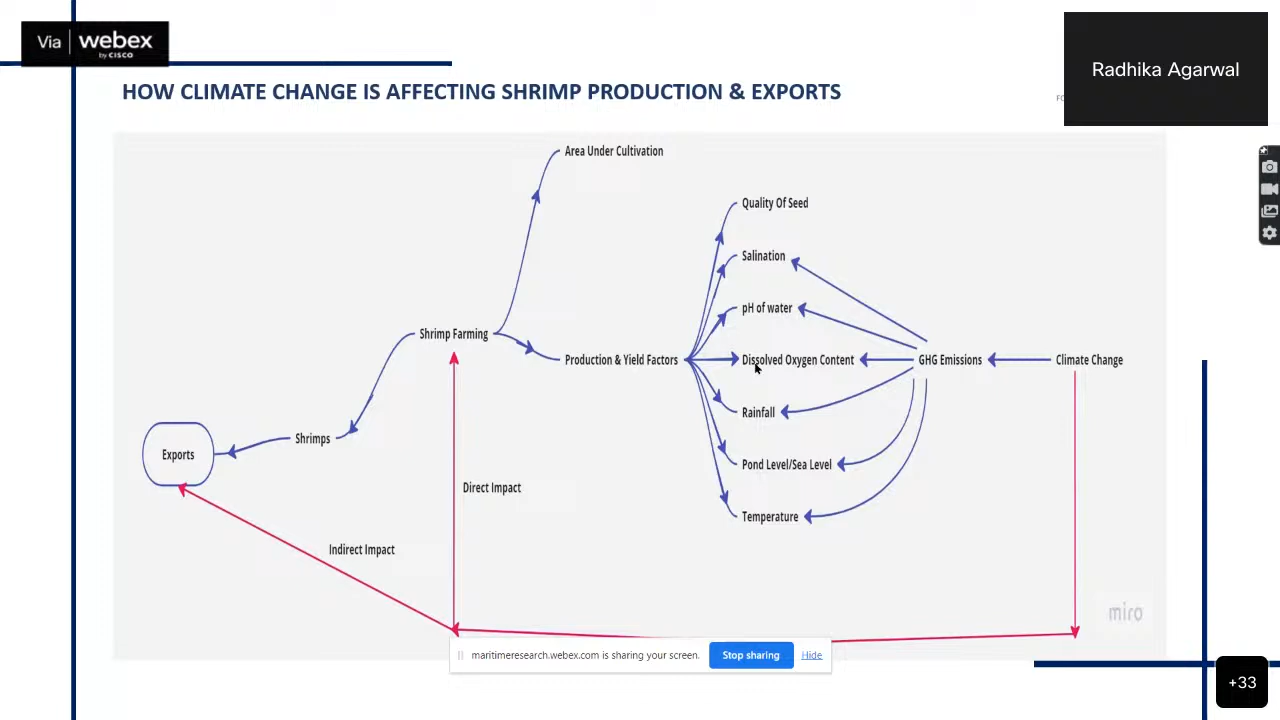 Via webex
by CISCO
Radhika Agarwal
HOW CLIMATE CHANGE IS AFFECTING SHRIMP PRODUCTION & EXPORTS
Area Under Cultivation
Quality Of Seed
Salination
pH of water
Shrimp Farming
Production & Yield Factors
Dissolved Oxygen Content
GHG Emissions
Climate Change
Rainfall
Shrimps
Exports
Pond Level/Sea Level
Direct Impact
Temperature
Indirect Impact
miro
maritimeresearch.webex.com is sharing your screen.
Stop sharing
Hide
+33